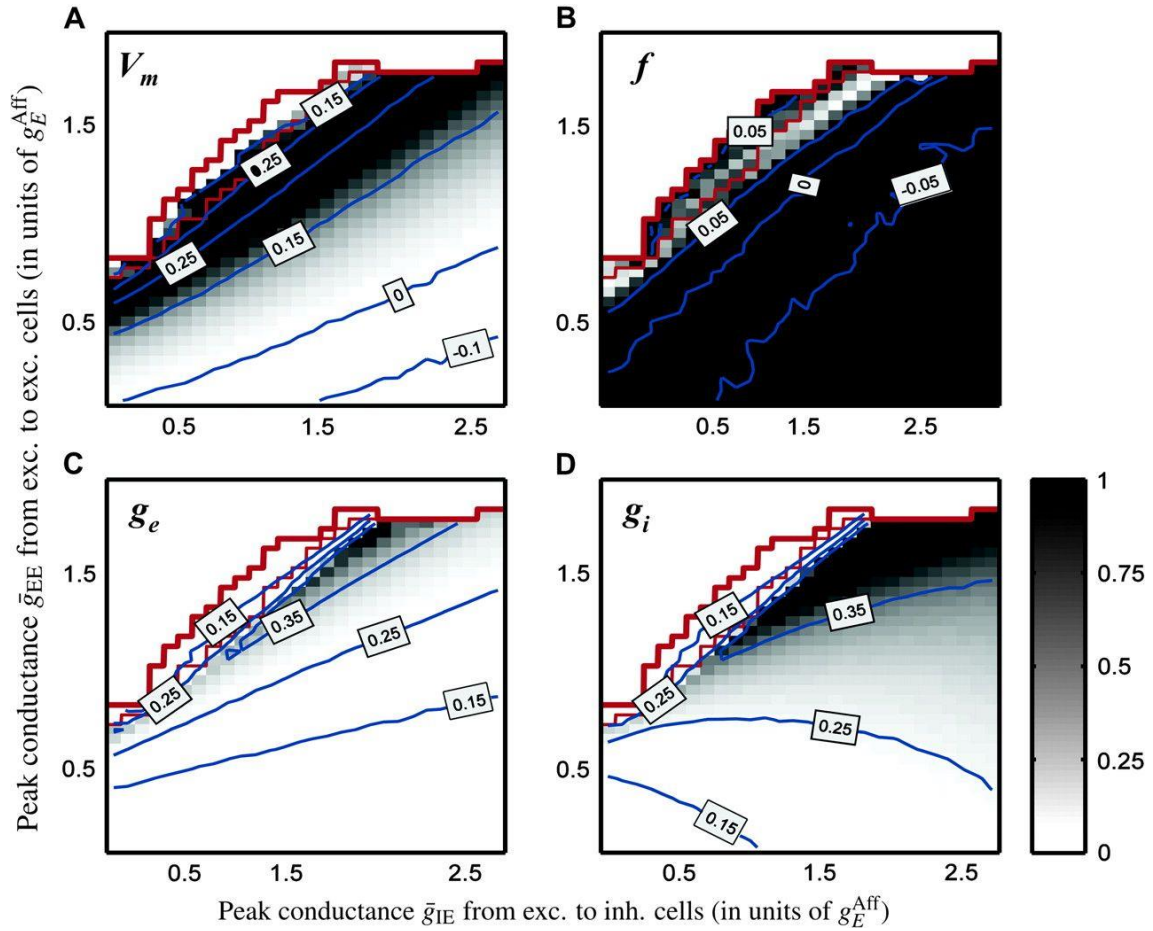 A
B
V_m
f
0.15
0.25
0.25
0.15
0
-0.1
0.05
0.05
0
-0.05
1.5
0.5
0.5 1.5 2.5
0.5 1.5 2.5
C
D
g_e
g_i
0.15
0.35
0.25
0.25
0.15
0.15
0.35
0.25
0.25
0.15
1.5
0.5
0.5 1.5 2.5
0.5 1.5 2.5
1
0.75
0.5
0.25
0
Peak conductance ḡ_EE from exc. to exc. cells (in units of g_E^Aff)
Peak conductance ḡ_IE from exc. to inh. cells (in units of g_E^Aff)